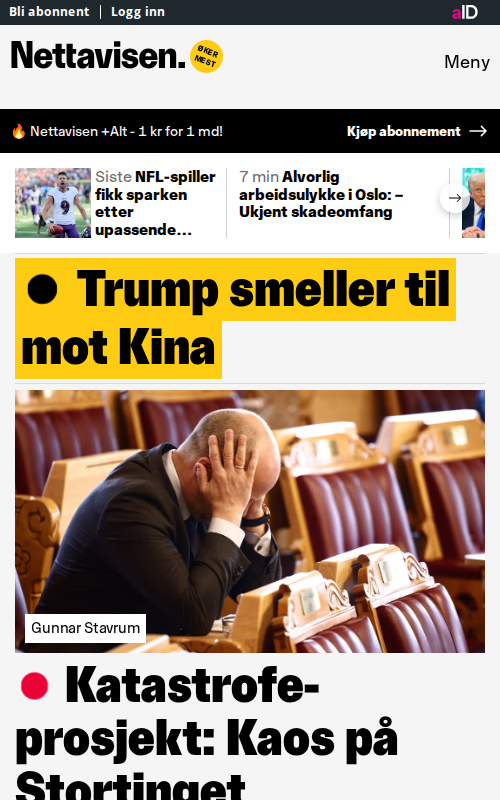 Bli abonnent | Logg inn
aID
Nettavisen.
ØKER
MEST
Meny
🔥 Nettavisen +Alt - 1 kr for 1 md!
Kjøp abonnement →
Siste NFL-spiller
fikk sparken
etter
upassende...
7 min Alvorlig
arbeidsulykke i Oslo: –
Ukjent skadeomfang
Trump smeller til
mot Kina
Gunnar Stavrum
Katastrofe-
prosjekt: Kaos på
Stortinget